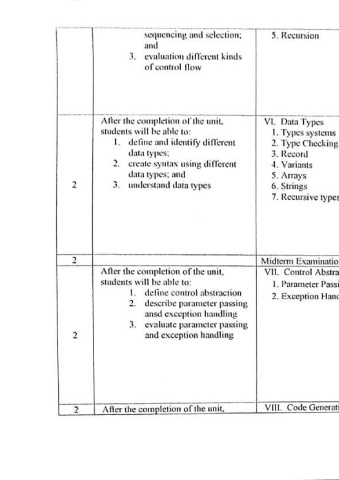 sequencing and selection;
and
3. evaluation different kinds
of control flow
5. Recursion
2
After the completion of the unit,
students will be able to:
1. define and identify different
data types;
2. create syntax using different
data types; and
3. understand data types
VI. Data Types
1. Types systems
2. Type Checking
3. Record
4. Variants
5. Arrays
6. Strings
7. Recursive types
2
Midterm Examinatio
2
After the completion of the unit,
students will be able to:
1. define control abstraction
2. describe parameter passing
ansd exception handling
3. evaluate parameter passing
and exception handling
VII. Control Abstra
1. Parameter Passi
2. Exception Hand
2
After the completion of the unit,
VIII. Code Generati